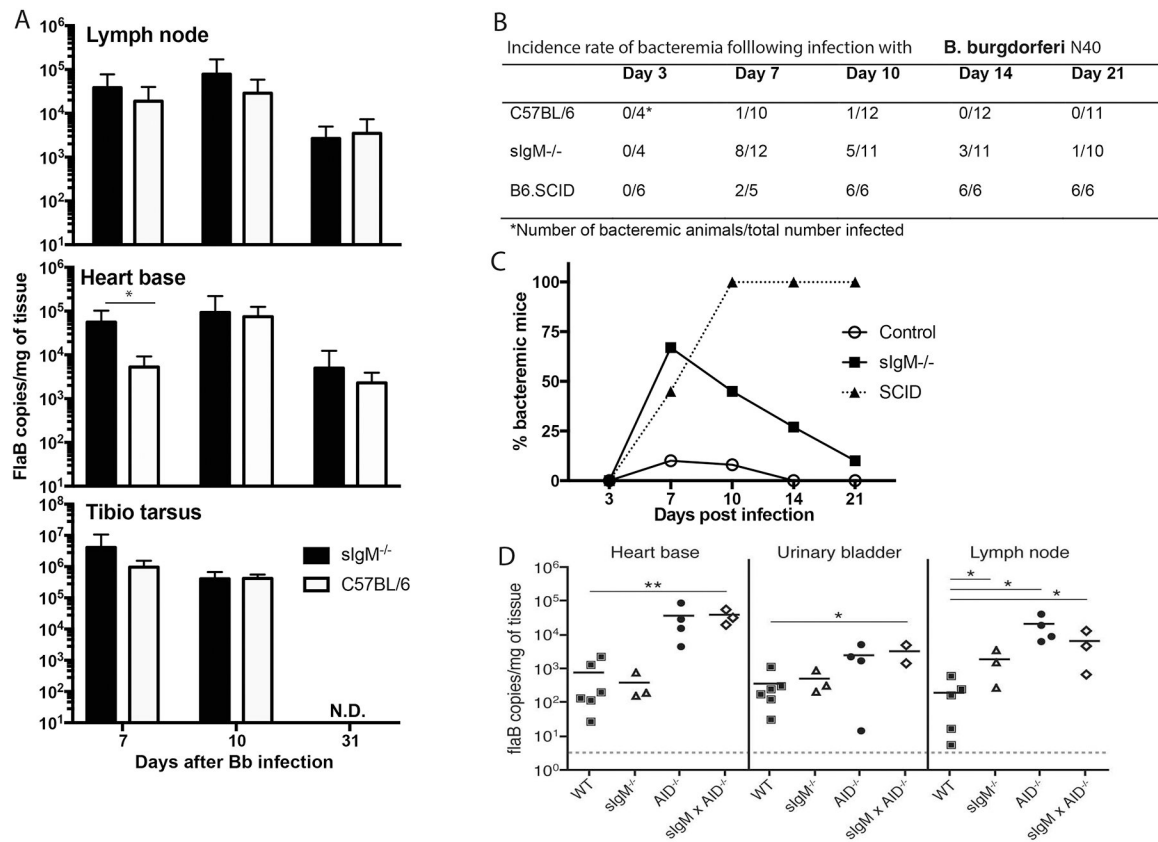 A
Lymph node
10⁶
10⁵
10⁴
10³
10²
10¹
Heart base
*
10⁶
10⁵
10⁴
10³
10²
10¹
FlaB copies/mg of tissue
Tibio tarsus
10⁷
10⁶
10⁵
10⁴
10³
10²
10¹
sIgM⁻/⁻
C57BL/6
N.D.
7 10 31
Days after Bb infection
B
Incidence rate of bacteremia folllowing infection with B. burgdorferi N40
Day 3 Day 7 Day 10 Day 14 Day 21
C57BL/6 0/4* 1/10 1/12 0/12 0/11
sIgM-/- 0/4 8/12 5/11 3/11 1/10
B6.SCID 0/6 2/5 6/6 6/6 6/6
*Number of bacteremic animals/total number infected
C
100
75
50
25
0
% bacteremic mice
Control
sIgM-/-
SCID
3 7 10 14 21
Days post infection
D
Heart base Urinary bladder Lymph node
10⁶
10⁵
10⁴
10³
10²
10¹
10⁰
flaB copies/mg of tissue
** * * * *
WT sIgM⁻/⁻ AID⁻/⁻ sIgM x AID⁻/⁻ WT sIgM⁻/⁻ AID⁻/⁻ sIgM x AID⁻/⁻ WT sIgM⁻/⁻ AID⁻/⁻ sIgM x AID⁻/⁻